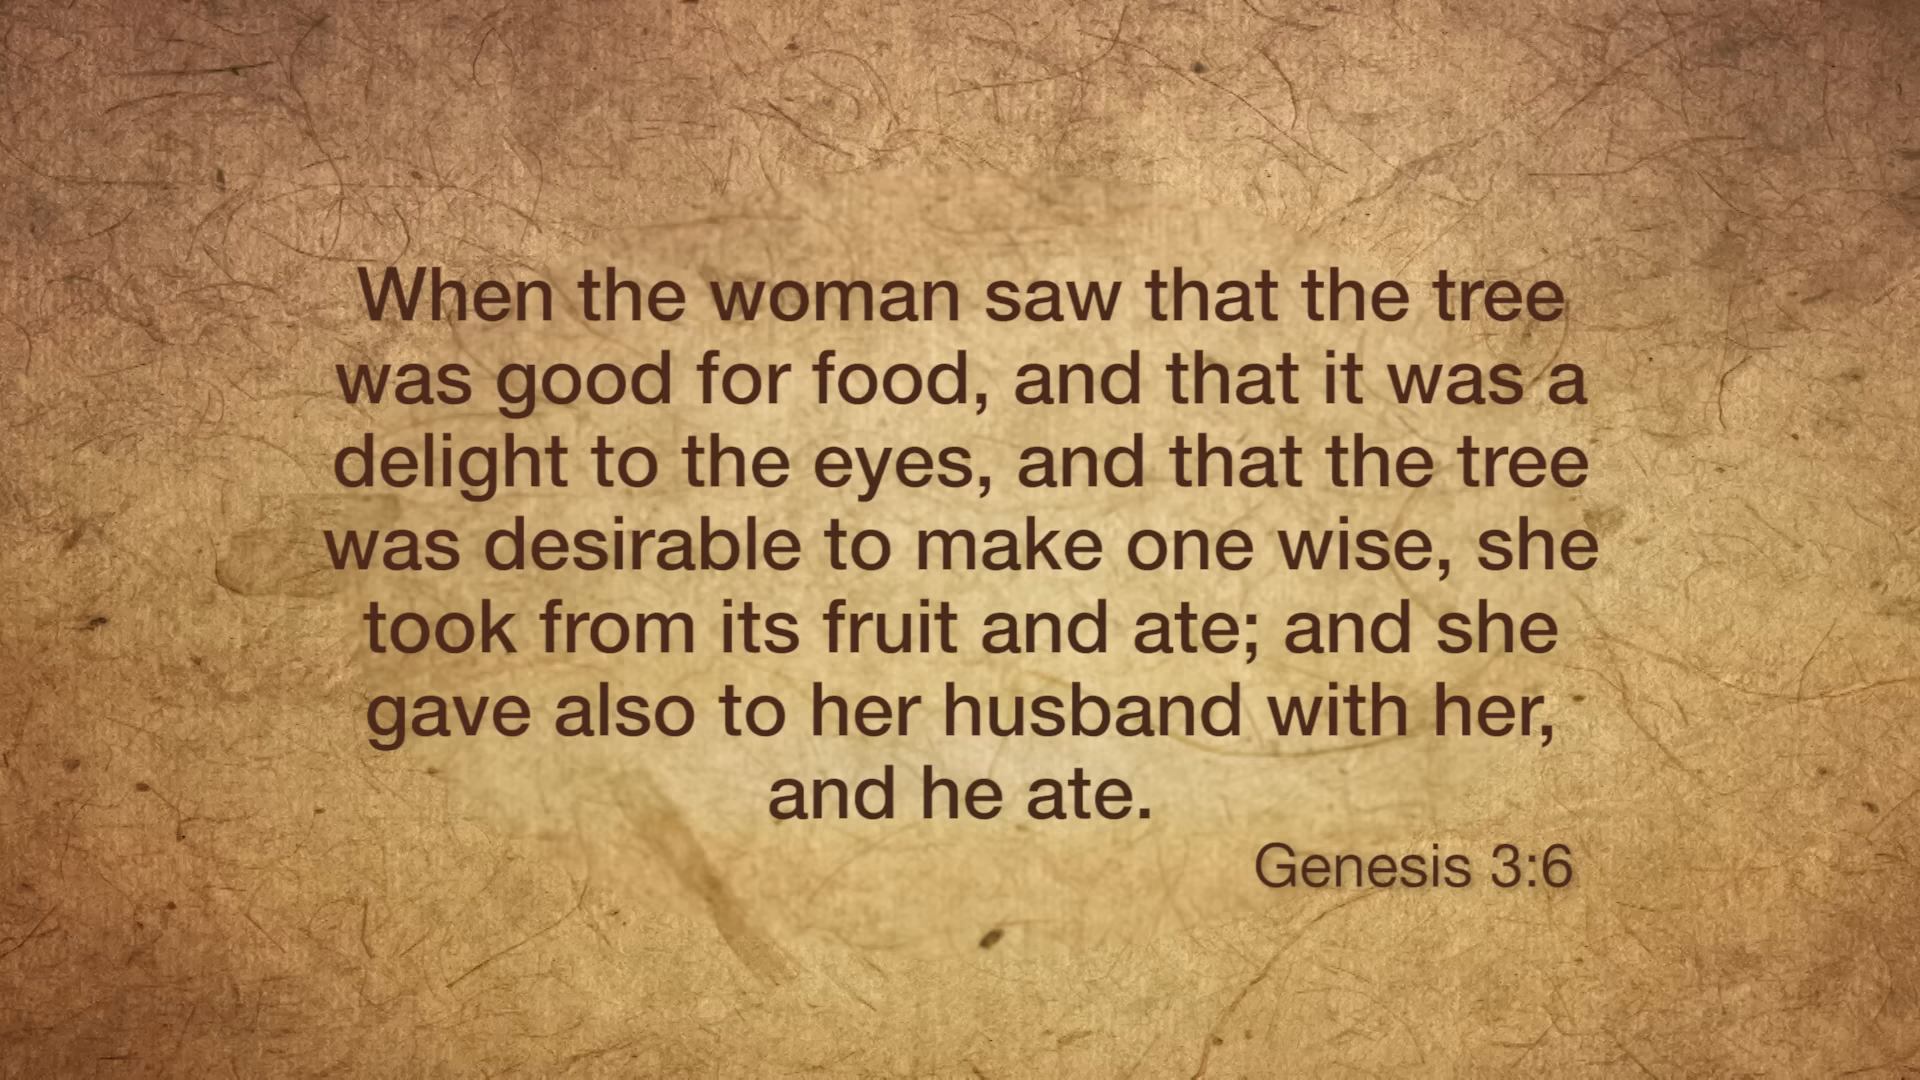 When the woman saw that the tree
was good for food, and that it was a
delight to the eyes, and that the tree
was desirable to make one wise, she
took from its fruit and ate; and she
gave also to her husband with her,
and he ate.
Genesis 3:6